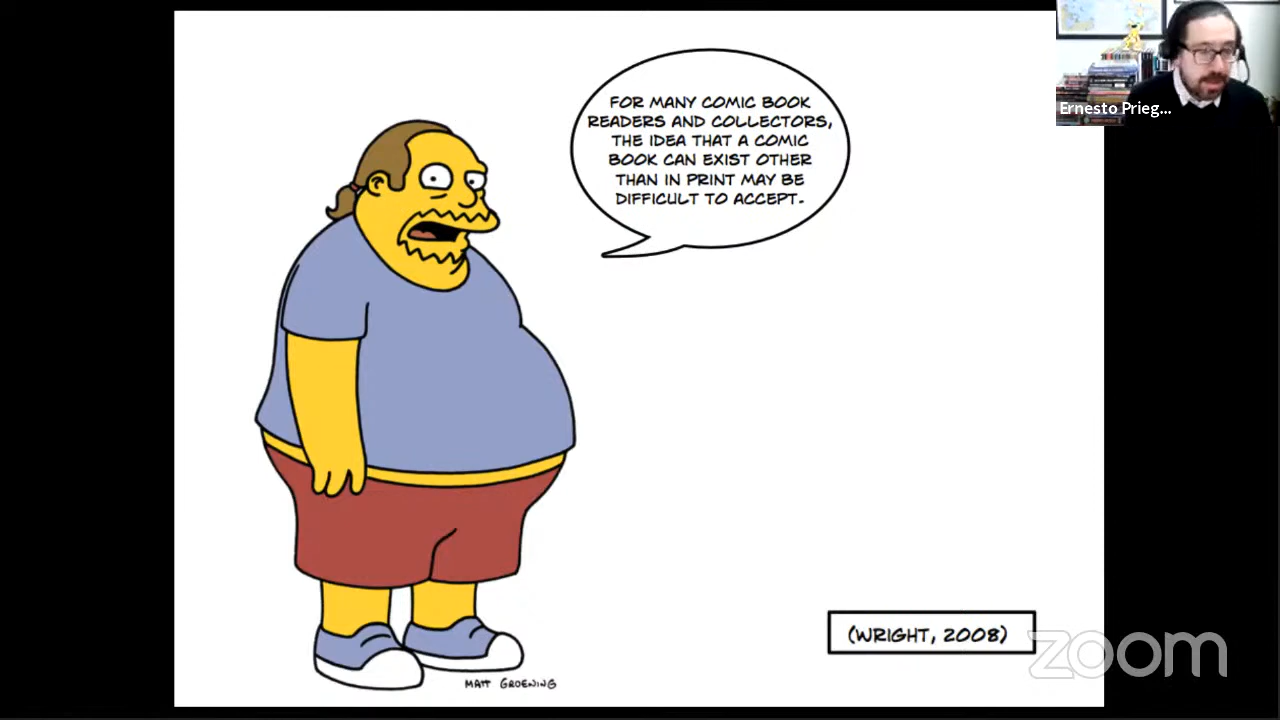 FOR MANY COMIC BOOK
READERS AND COLLECTORS,
THE IDEA THAT A COMIC
BOOK CAN EXIST OTHER
THAN IN PRINT MAY BE
DIFFICULT TO ACCEPT.
Ernesto Prieg...
(WRIGHT, 2008)
zoom
MATT GROENING